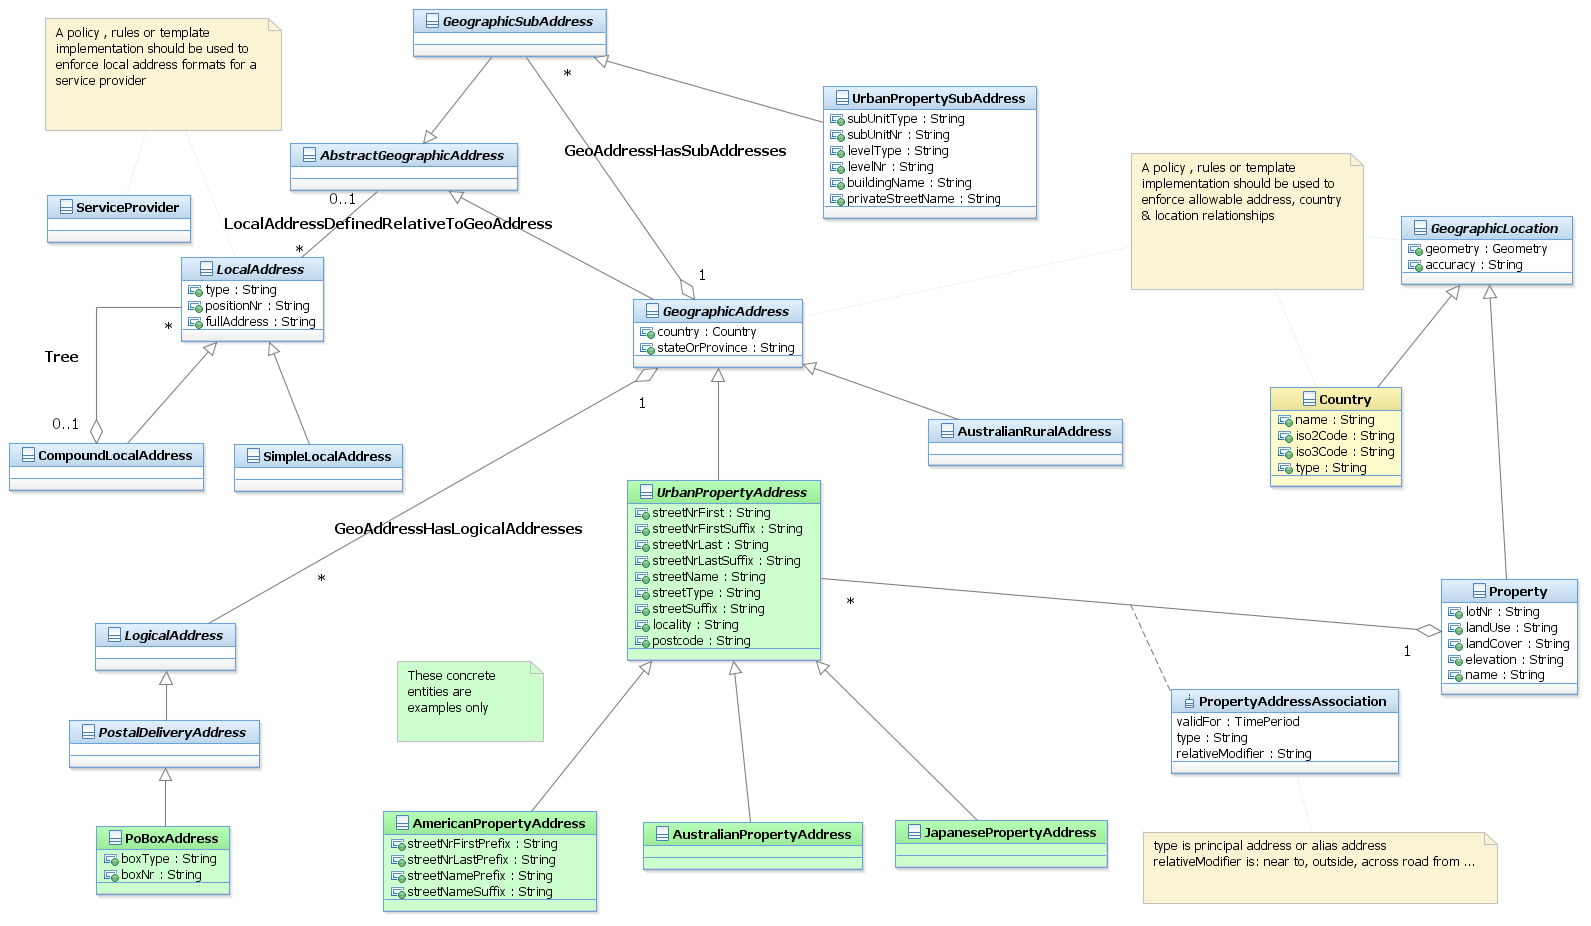 GeographicSubAddress
A policy , rules or template
implementation should be used to
enforce local address formats for a
service provider
*
UrbanPropertySubAddress
subUnitType : String
subUnitNr : String
levelType : String
levelNr : String
buildingName : String
privateStreetName : String
AbstractGeographicAddress
GeoAddressHasSubAddresses
A policy , rules or template
implementation should be used to
enforce allowable address, country
& location relationships
ServiceProvider
0..1
LocalAddressDefinedRelativeToGeoAddress
*
GeographicLocation
geometry : Geometry
accuracy : String
LocalAddress
type : String
positionNr : String
fullAddress : String
1
GeographicAddress
country : Country
stateOrProvince : String
*
Tree
0..1
1
Country
name : String
iso2Code : String
iso3Code : String
type : String
CompoundLocalAddress
SimpleLocalAddress
AustralianRuralAddress
GeoAddressHasLogicalAddresses
*
UrbanPropertyAddress
streetNrFirst : String
streetNrFirstSuffix : String
streetNrLast : String
streetNrLastSuffix : String
streetName : String
streetType : String
streetSuffix : String
locality : String
postcode : String
*
1
Property
lotNr : String
landUse : String
landCover : String
elevation : String
name : String
LogicalAddress
These concrete
entities are
examples only
PropertyAddressAssociation
validFor : TimePeriod
type : String
relativeModifier : String
PostalDeliveryAddress
PoBoxAddress
boxType : String
boxNr : String
AmericanPropertyAddress
streetNrFirstPrefix : String
streetNrLastPrefix : String
streetNamePrefix : String
streetNameSuffix : String
AustralianPropertyAddress
JapanesePropertyAddress
type is principal address or alias address
relativeModifier is: near to, outside, across road from ...